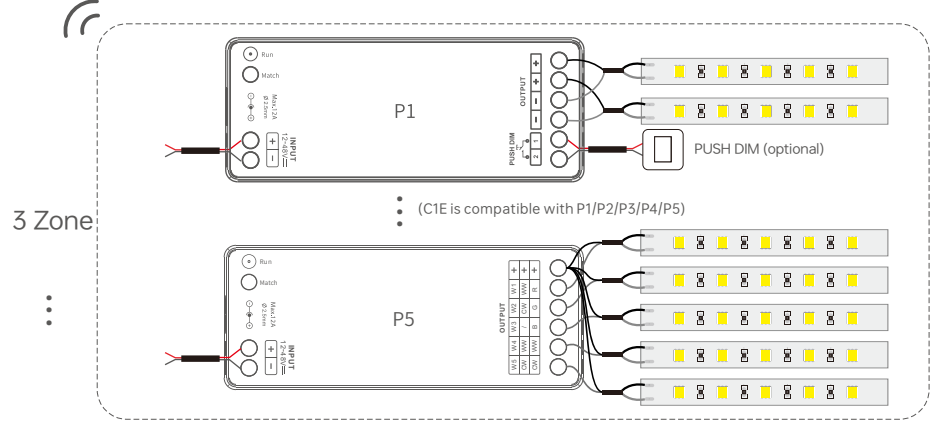 Run
Match
Max.12A
Ø2.5mm
INPUT
12~48V
+
−
P1
OUTPUT
+
+
−
−
PUSH DIM
1
2
PUSH DIM (optional)
(C1E is compatible with P1/P2/P3/P4/P5)
3 Zone
Run
Match
Max.12A
Ø2.5mm
INPUT
12~48V
+
−
P5
OUTPUT
+ + +
W1 WW R
W2 CW G
W3 / B
W4 WW WW
W5 CW CW